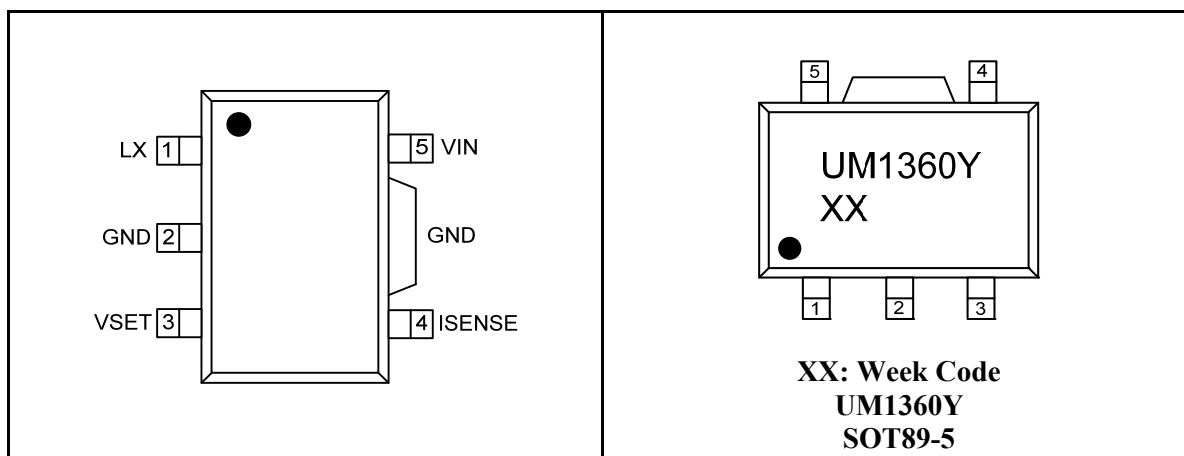 LX 1
5 VIN
GND 2
GND
VSET 3
4 ISENSE
5
4
UM1360Y
XX
1
2
3
XX: Week Code
UM1360Y
SOT89-5